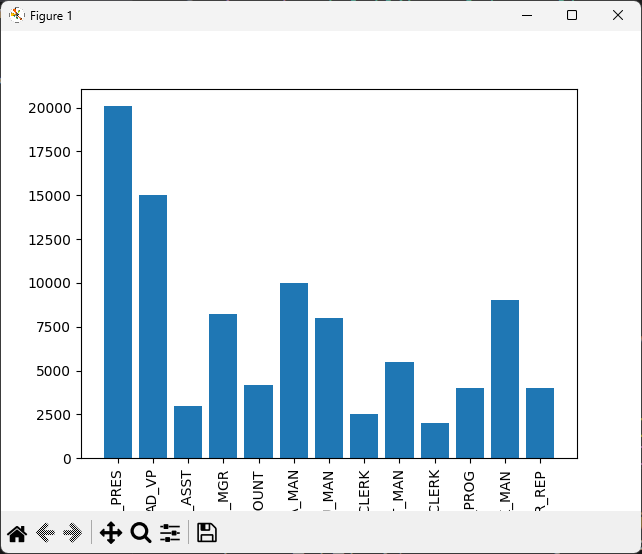 Figure 1
20000
17500
15000
12500
10000
7500
5000
2500
0
_PRES
AD_VP
_ASST
_MGR
OUNT
_MAN
_MAN
CLERK
_MAN
CLERK
_PROG
_MAN
R_REP